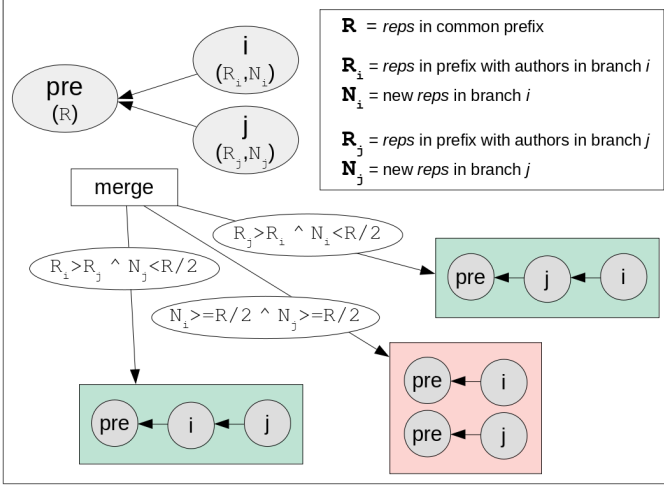 R = reps in common prefix
R_i = reps in prefix with authors in branch i
N_i = new reps in branch i
R_j = reps in prefix with authors in branch j
N_j = new reps in branch j
pre
(R)
i
(R_i,N_i)
j
(R_j,N_j)
merge
R_j>R_i ^ N_i<R/2
R_i>R_j ^ N_j<R/2
N_i>=R/2 ^ N_j>=R/2
pre j i
pre i
pre j
pre i j